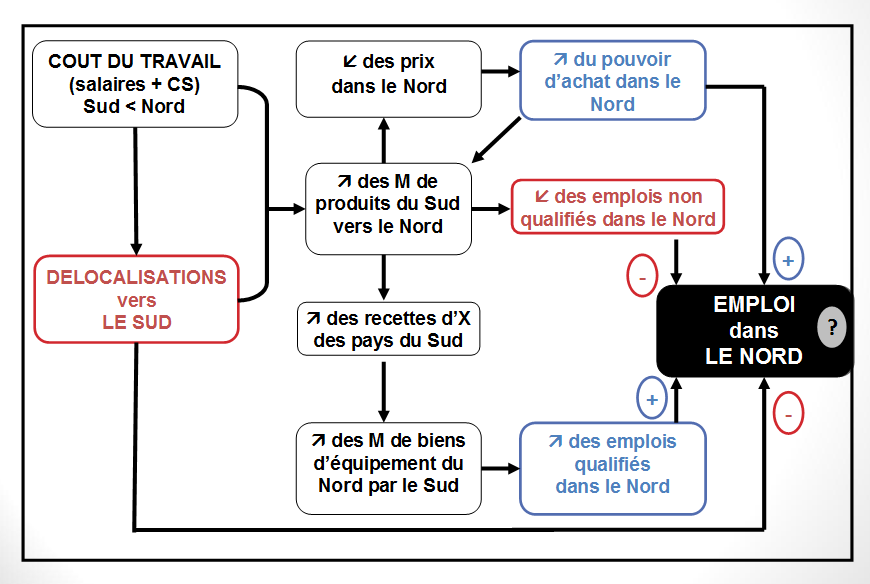 COUT DU TRAVAIL
(salaires + CS)
Sud < Nord
↙ des prix
dans le Nord
↗ du pouvoir
d'achat dans le
Nord
↗ des M de
produits du Sud
vers le Nord
↙ des emplois non
qualifiés dans le Nord
+
-
DELOCALISATIONS
vers
LE SUD
EMPLOI
dans
LE NORD
?
↗ des recettes d'X
des pays du Sud
+
-
↗ des M de biens
d'équipement du
Nord par le Sud
↗ des emplois
qualifiés
dans le Nord